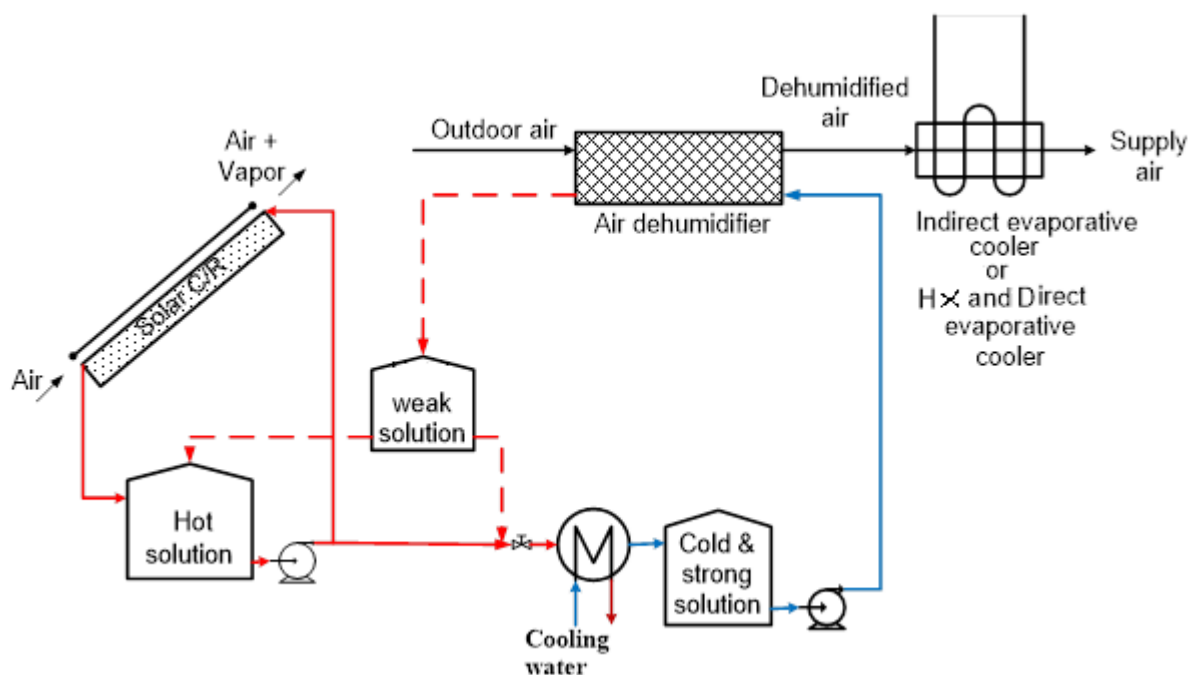 Air +
Vapor
Solar C/R
Air
Outdoor air
Dehumidified
air
Supply
air
Air dehumidifier
Indirect evaporative
cooler
or
HX and Direct
evaporative
cooler
weak
solution
Hot
solution
Cold &
strong
solution
Cooling
water